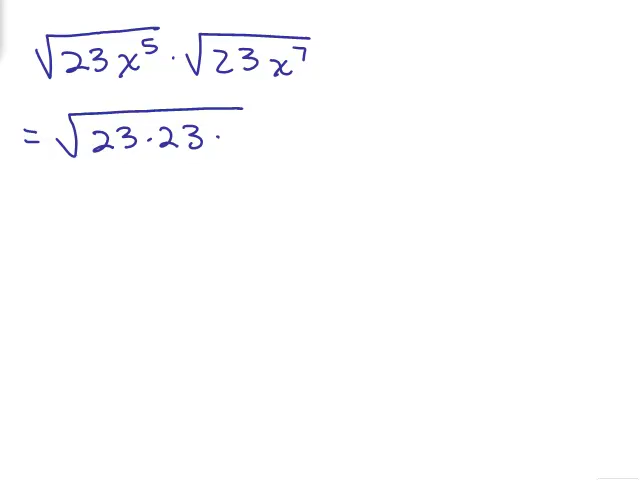 √(23x⁵) · √(23x⁷)
= √(23 · 23 ·